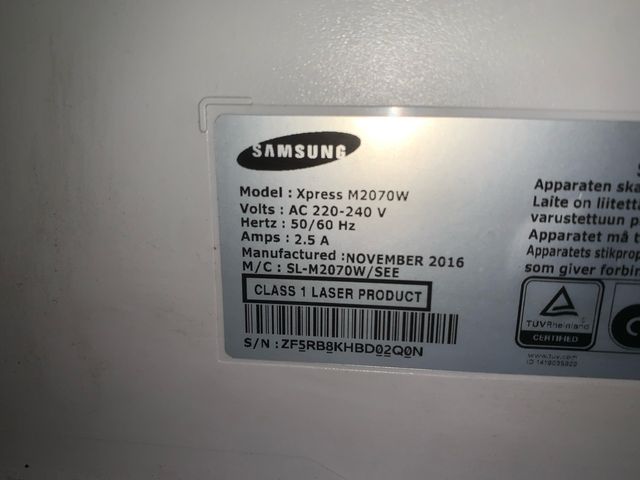 SAMSUNG
Model : Xpress M2070W
Volts : AC 220-240 V
Hertz : 50/60 Hz
Amps : 2.5 A
Manufactured :NOVEMBER 2016
M/C : SL-M2070W/SEE
CLASS 1 LASER PRODUCT
S/N : ZF5RB8KHBD02Q0N
Apparaten ska
Laite on liitettä
varustettuun p
Apparatet må t
Apparatets stikprop
som giver forbin
TUVRheinland
CERTIFIED
www.tuv.com